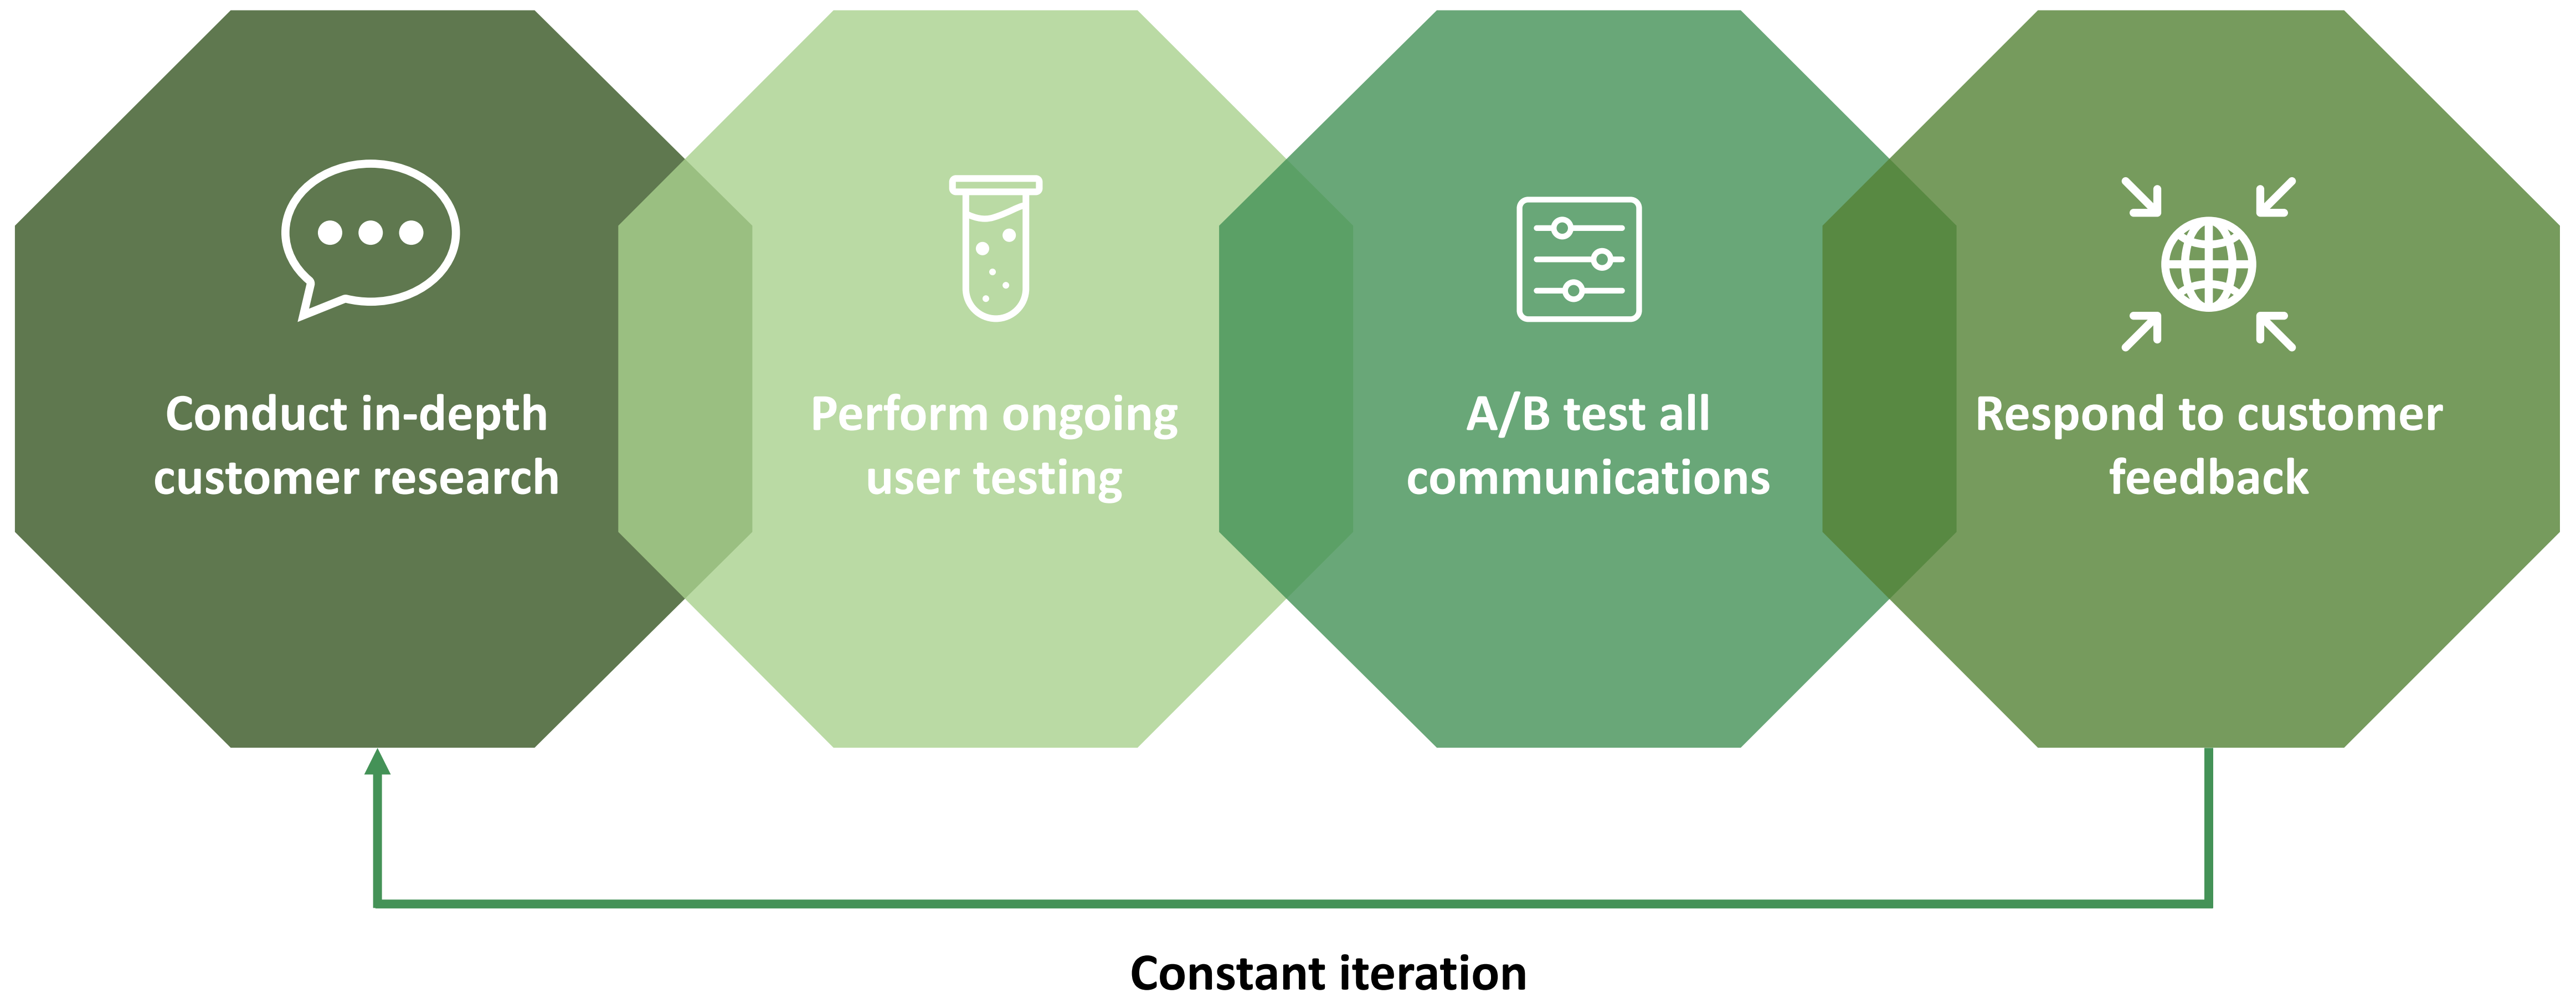 Conduct in-depth
customer research
Perform ongoing
user testing
A/B test all
communications
Respond to customer
feedback
Constant iteration